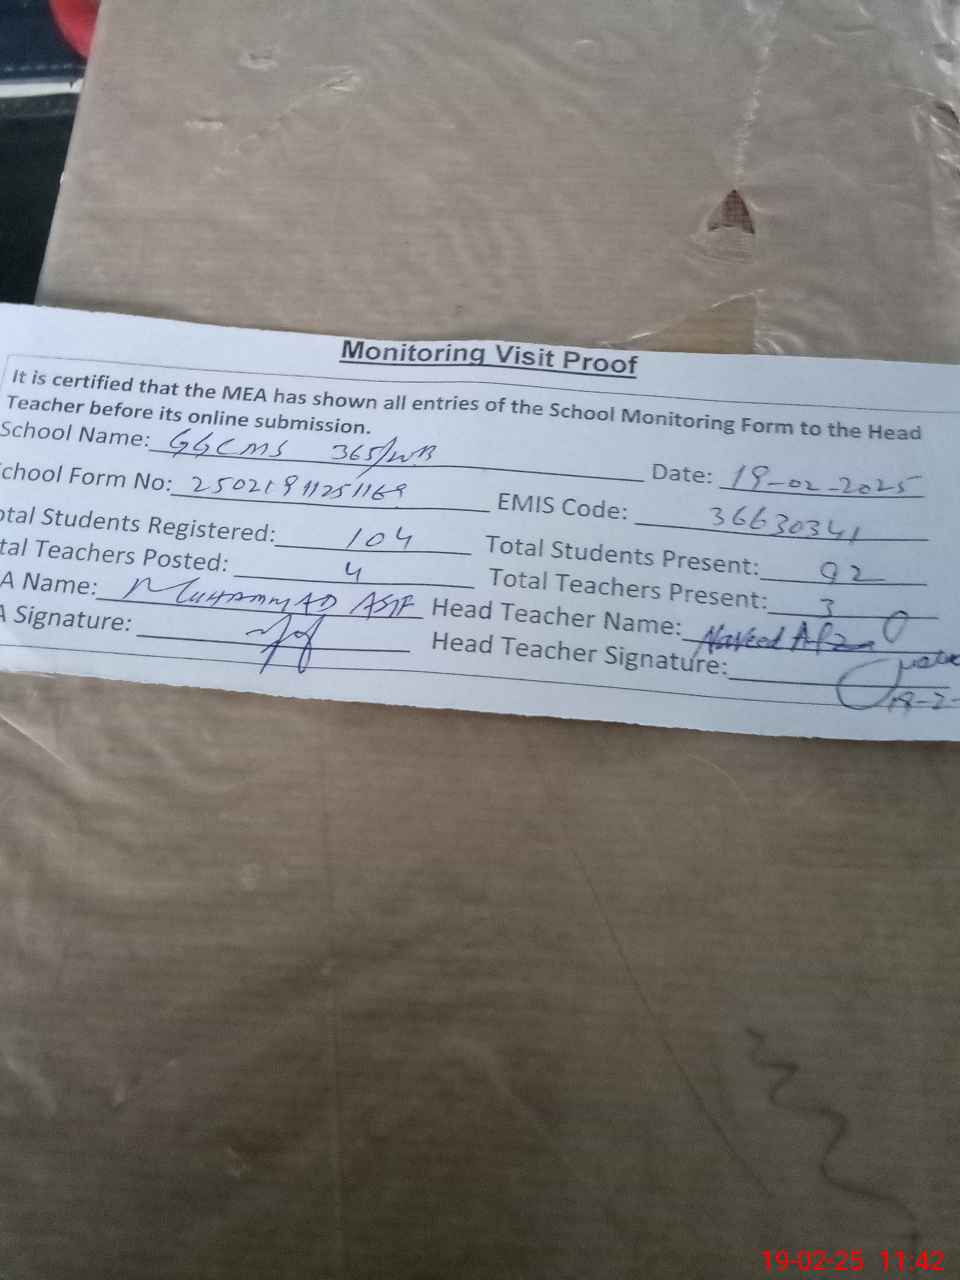 Monitoring Visit Proof
It is certified that the MEA has shown all entries of the School Monitoring Form to the Head
Teacher before its online submission.
School Name: GGCMS 365/WB Date: 19-02-2025
chool Form No: 25021911251169 EMIS Code: 36630341
otal Students Registered: 104 Total Students Present: 92
tal Teachers Posted: 4 Total Teachers Present: 3
A Name: MUHAMMAD ASIF Head Teacher Name: Naveed
A Signature: Head Teacher Signature:
19-02-25 11:42